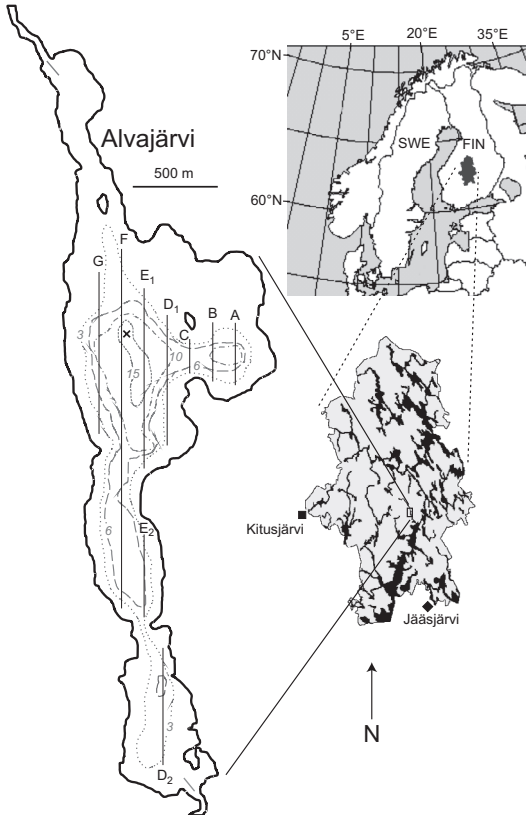 5°E 20°E 35°E
70°N
60°N
SWE FIN
Alvajärvi
500 m
F
G
E1
D1
C
B
A
3
10
6
15
6
E2
3
D2
Kitusjärvi
Jääsjärvi
N